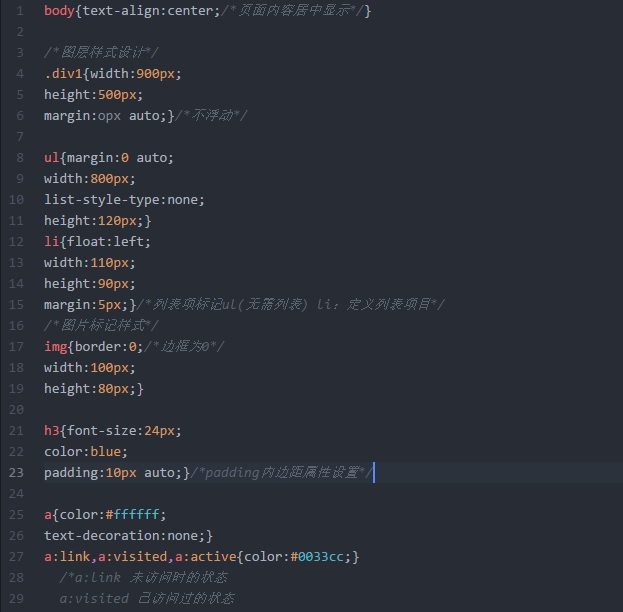 1 body{text-align:center;/*页面内容居中显示*/}
2
3 /*图层样式设计*/
4 .div1{width:900px;
5 height:500px;
6 margin:opx auto;}/*不浮动*/
7
8 ul{margin:0 auto;
9 width:800px;
10 list-style-type:none;
11 height:120px;}
12 li{float:left;
13 width:110px;
14 height:90px;
15 margin:5px;}/*列表项标记ul(无需列表) li: 定义列表项目*/
16 /*图片标记样式*/
17 img{border:0;/*边框为0*/
18 width:100px;
19 height:80px;}
20
21 h3{font-size:24px;
22 color:blue;
23 padding:10px auto;}/*padding内边距属性设置*/
24
25 a{color:#ffffff;
26 text-decoration:none;}
27 a:link,a:visited,a:active{color:#0033cc;}
28 /*a:link 未访问时的状态
29 a:visited 已访问过的状态